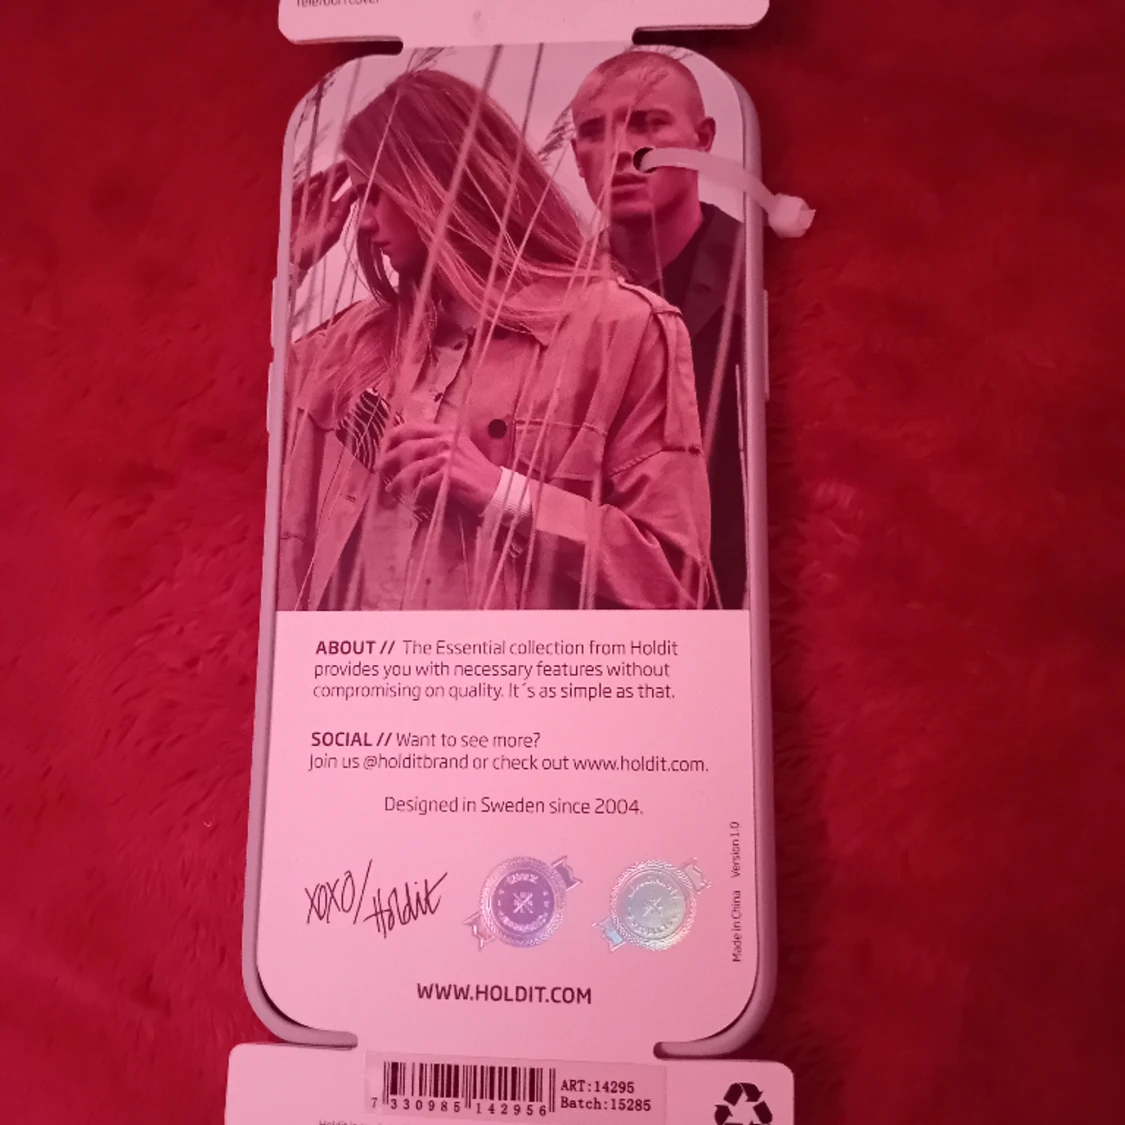 Telefoncover
ABOUT // The Essential collection from Holdit
provides you with necessary features without
compromising on quality. It´s as simple as that.
SOCIAL // Want to see more?
Join us @holditbrand or check out www.holdit.com.
Designed in Sweden since 2004.
xoxo/Holdit
Made in China Version 1.0
WWW.HOLDIT.COM
ART:14295
Batch:15285
7 330985 142956